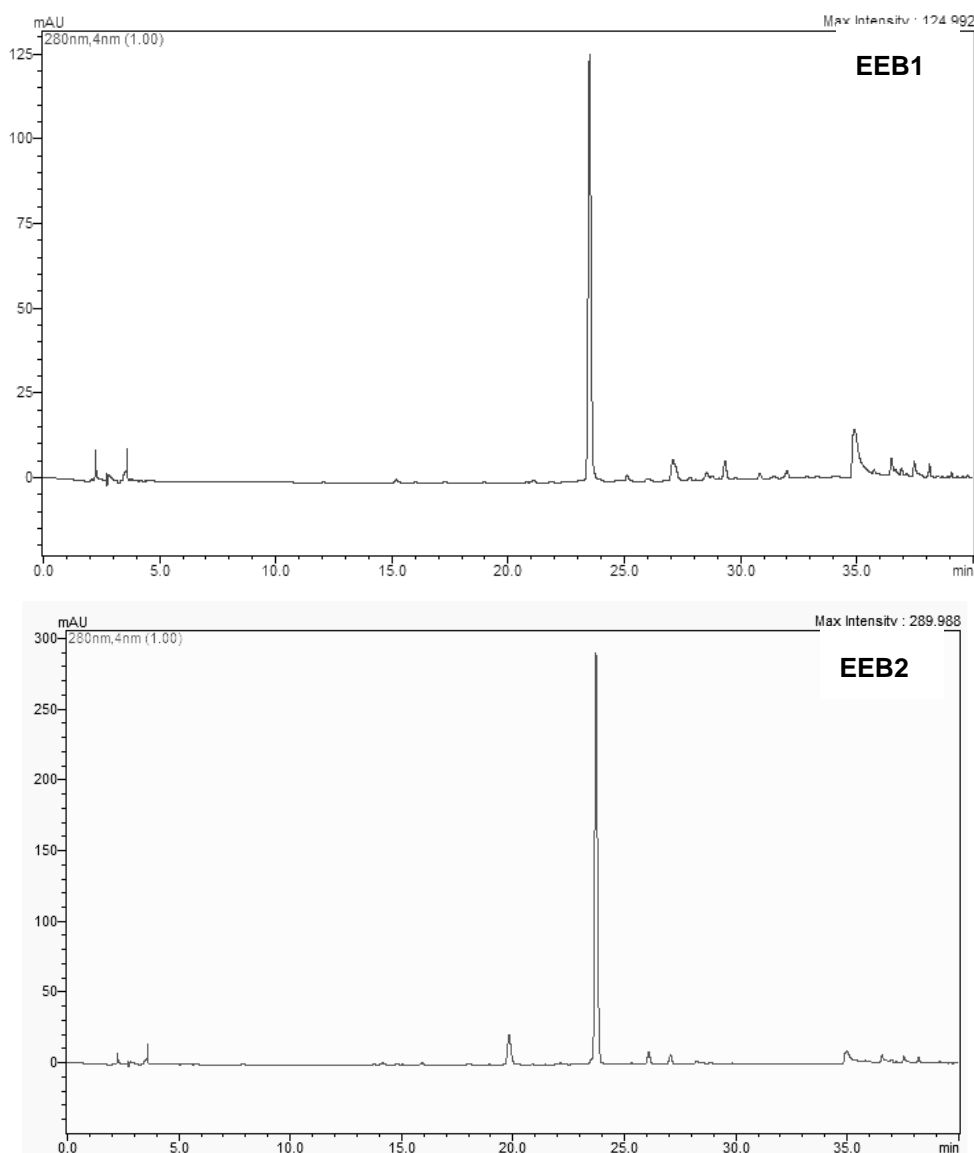 mAU Max Intensity : 124.992
280nm,4nm (1.00)
EEB1
125
100
75
50
25
0
0.0 5.0 10.0 15.0 20.0 25.0 30.0 35.0 min
mAU Max Intensity : 289.988
280nm,4nm (1.00)
EEB2
300
250
200
150
100
50
0
0.0 5.0 10.0 15.0 20.0 25.0 30.0 35.0 min